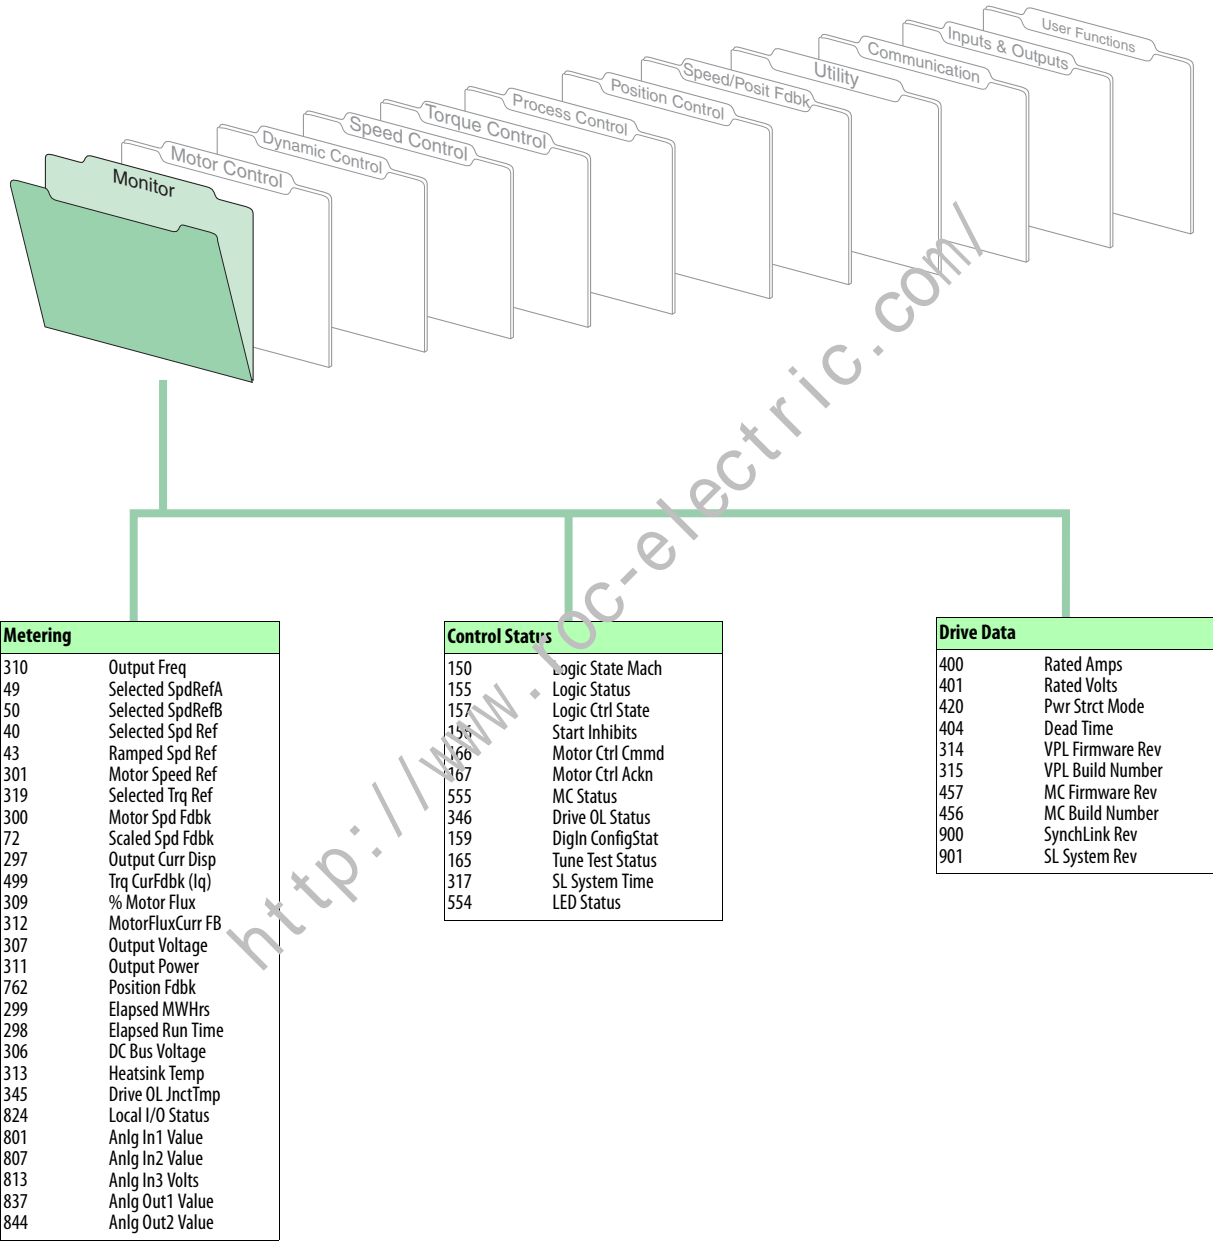 User Functions
Inputs & Outputs
Communication
Utility
Speed/Posit Fdbk
Position Control
Process Control
Torque Control
Speed Control
Dynamic Control
Motor Control
Monitor
Metering
310 Output Freq
49 Selected SpdRefA
50 Selected SpdRefB
40 Selected Spd Ref
43 Ramped Spd Ref
301 Motor Speed Ref
319 Selected Trq Ref
300 Motor Spd Fdbk
72 Scaled Spd Fdbk
297 Output Curr Disp
499 Trq CurFdbk (Iq)
309 % Motor Flux
312 MotorFluxCurr FB
307 Output Voltage
311 Output Power
762 Position Fdbk
299 Elapsed MWHrs
298 Elapsed Run Time
306 DC Bus Voltage
313 Heatsink Temp
345 Drive OL JnctTmp
824 Local I/O Status
801 Anlg In1 Value
807 Anlg In2 Value
813 Anlg In3 Volts
837 Anlg Out1 Value
844 Anlg Out2 Value
Control Status
150 Logic State Mach
155 Logic Status
157 Logic Ctrl State
156 Start Inhibits
166 Motor Ctrl Cmmd
167 Motor Ctrl Ackn
555 MC Status
346 Drive OL Status
159 DigIn ConfigStat
165 Tune Test Status
317 SL System Time
554 LED Status
Drive Data
400 Rated Amps
401 Rated Volts
420 Pwr Strct Mode
404 Dead Time
314 VPL Firmware Rev
315 VPL Build Number
457 MC Firmware Rev
456 MC Build Number
900 SynchLink Rev
901 SL System Rev
http://www.roc-electric.com/